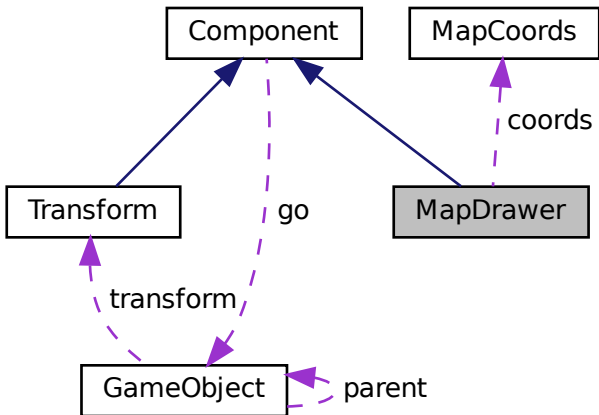 Component
MapCoords
coords
Transform
go
MapDrawer
transform
GameObject
parent